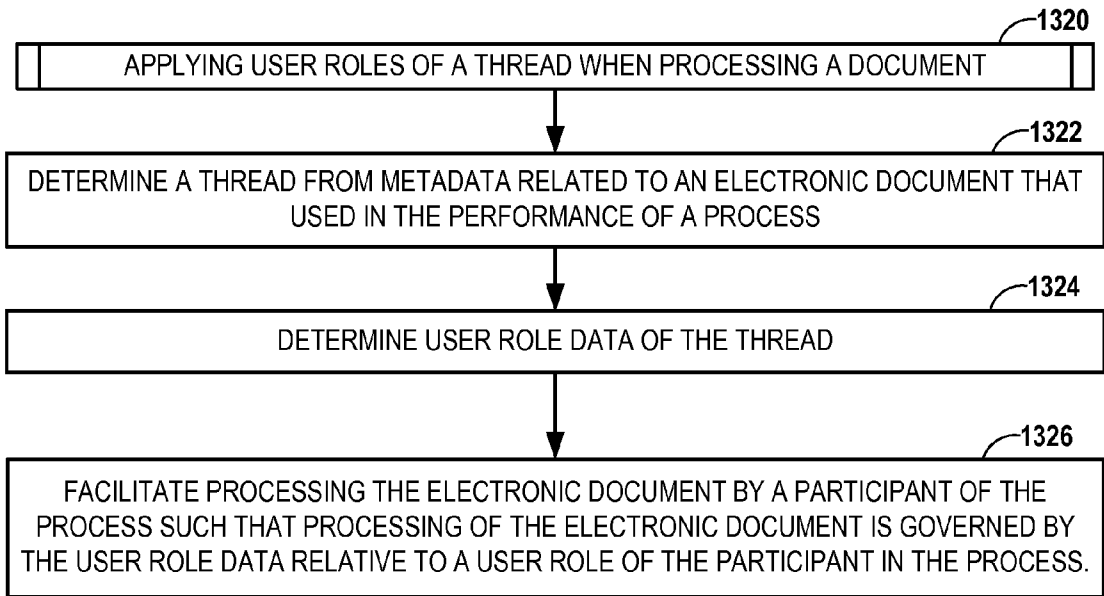 1320
APPLYING USER ROLES OF A THREAD WHEN PROCESSING A DOCUMENT
1322
DETERMINE A THREAD FROM METADATA RELATED TO AN ELECTRONIC DOCUMENT THAT
USED IN THE PERFORMANCE OF A PROCESS
1324
DETERMINE USER ROLE DATA OF THE THREAD
1326
FACILITATE PROCESSING THE ELECTRONIC DOCUMENT BY A PARTICIPANT OF THE
PROCESS SUCH THAT PROCESSING OF THE ELECTRONIC DOCUMENT IS GOVERNED BY
THE USER ROLE DATA RELATIVE TO A USER ROLE OF THE PARTICIPANT IN THE PROCESS.